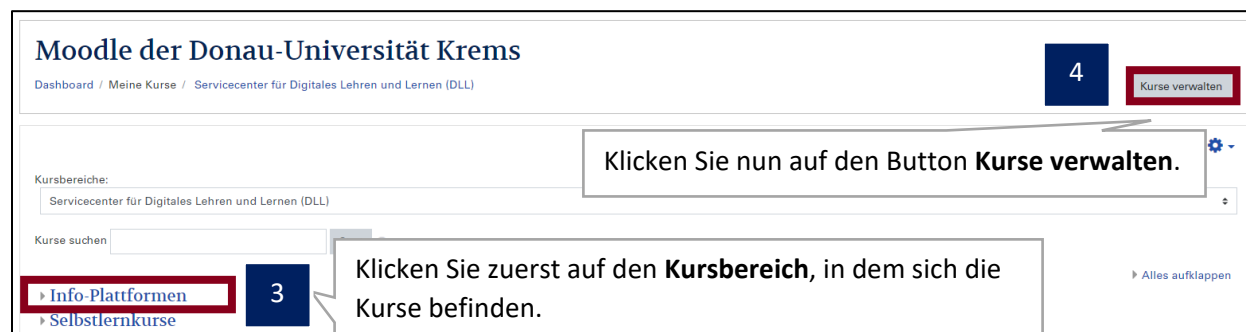 Moodle der Donau-Universität Krems
Dashboard / Meine Kurse / Servicecenter für Digitales Lehren und Lernen (DLL)
4
Kurse verwalten
Klicken Sie nun auf den Button Kurse verwalten.
Kursbereiche:
Servicecenter für Digitales Lehren und Lernen (DLL)
Kurse suchen
Klicken Sie zuerst auf den Kursbereich, in dem sich die
Kurse befinden.
Alles aufklappen
Info-Plattformen
3
Selbstlernkurse